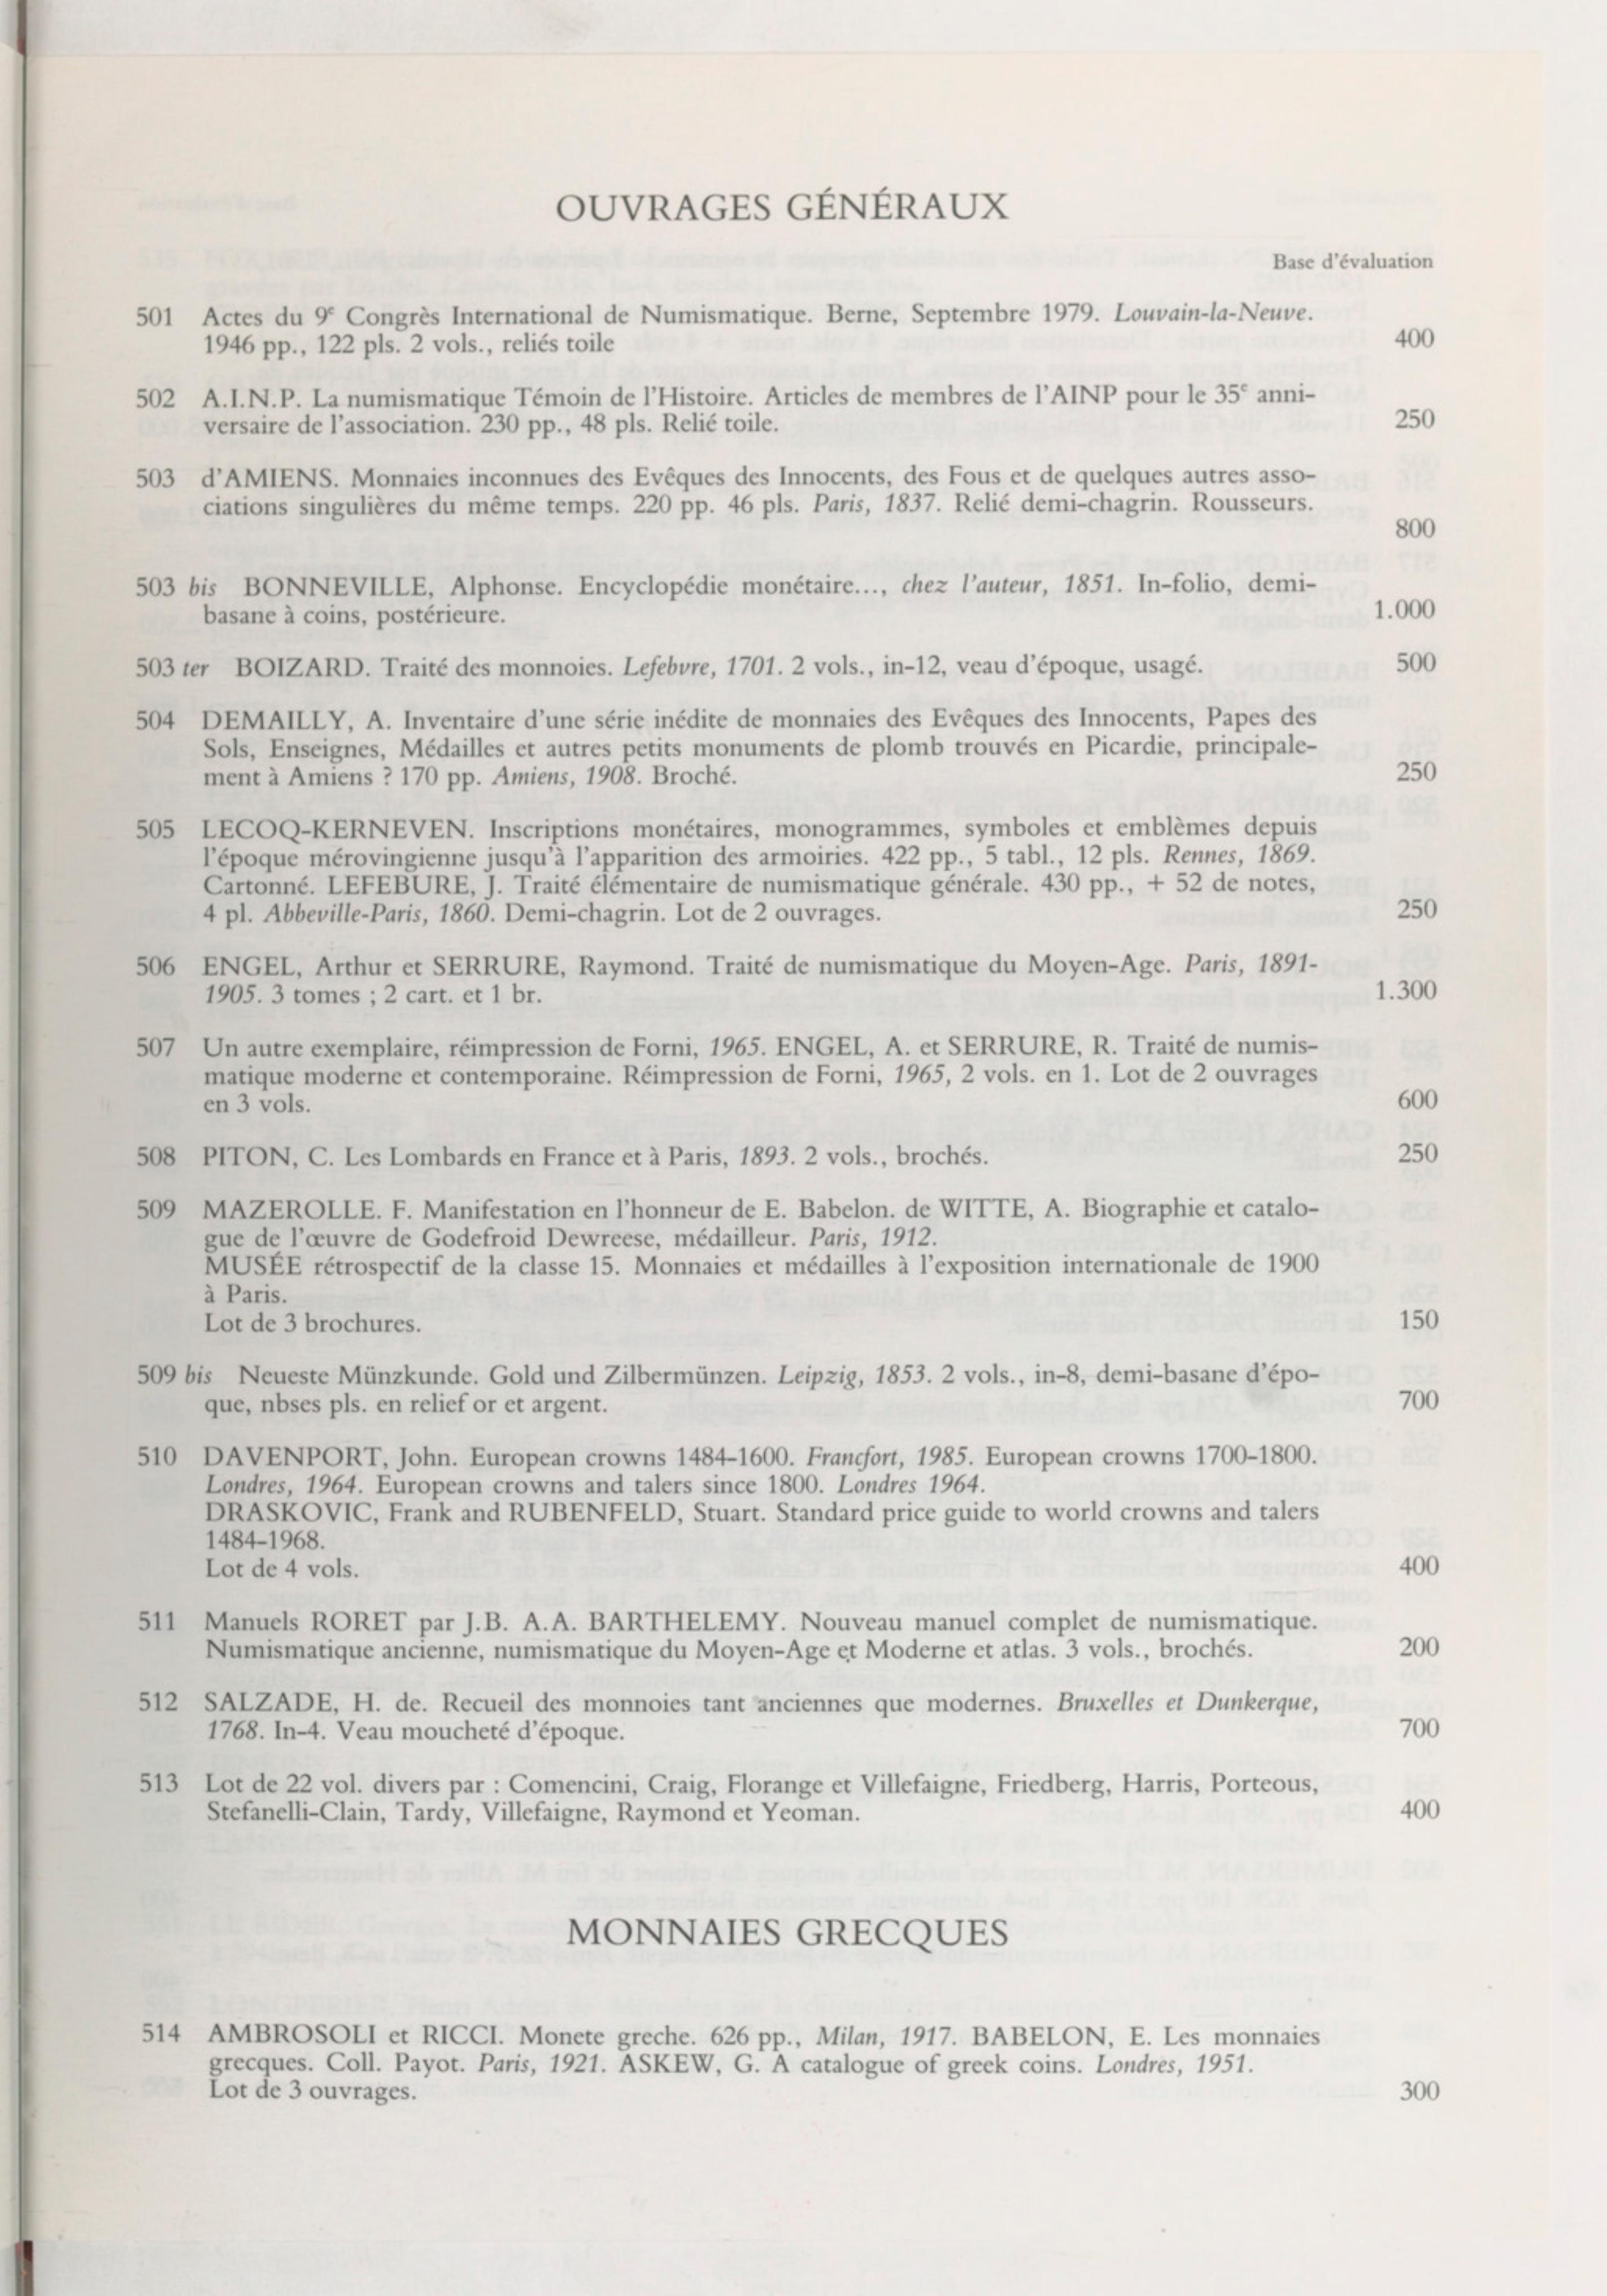 OUVRAGES GÉNÉRAUX
Base d'évaluation
501 Actes du 9e Congrès International de Numismatique. Berne, Septembre 1979. Louvain-la-Neuve.
1946 pp., 122 pls. 2 vols., reliés toile 400
502 A.I.N.P. La numismatique Témoin de l'Histoire. Articles de membres de l'AINP pour le 35e anni-
versaire de l'association. 230 pp., 48 pls. Relié toile. 250
503 d'AMIENS. Monnaies inconnues des Evêques des Innocents, des Fous et de quelques autres asso-
ciations singulières du même temps. 220 pp. 46 pls. Paris, 1837. Relié demi-chagrin. Rousseurs.
800
503 bis BONNEVILLE, Alphonse. Encyclopédie monétaire..., chez l'auteur, 1851. In-folio, demi-
basane à coins, postérieure. 1.000
503 ter BOIZARD. Traité des monnoies. Lefebvre, 1701. 2 vols., in-12, veau d'époque, usagé. 500
504 DEMAILLY, A. Inventaire d'une série inédite de monnaies des Evêques des Innocents, Papes des
Sols, Enseignes, Médailles et autres petits monuments de plomb trouvés en Picardie, principale-
ment à Amiens ? 170 pp. Amiens, 1908. Broché. 250
505 LECOQ-KERNEVEN. Inscriptions monétaires, monogrammes, symboles et emblèmes depuis
l'époque mérovingienne jusqu'à l'apparition des armoiries. 422 pp., 5 tabl., 12 pls. Rennes, 1869.
Cartonné. LEFEBURE, J. Traité élémentaire de numismatique générale. 430 pp., + 52 de notes,
4 pl. Abbeville-Paris, 1860. Demi-chagrin. Lot de 2 ouvrages. 250
506 ENGEL, Arthur et SERRURE, Raymond. Traité de numismatique du Moyen-Age. Paris, 1891-
1905. 3 tomes ; 2 cart. et 1 br. 1.300
507 Un autre exemplaire, réimpression de Forni, 1965. ENGEL, A. et SERRURE, R. Traité de numis-
matique moderne et contemporaine. Réimpression de Forni, 1965, 2 vols. en 1. Lot de 2 ouvrages
en 3 vols. 600
508 PITON, C. Les Lombards en France et à Paris, 1893. 2 vols., brochés. 250
509 MAZEROLLE. F. Manifestation en l'honneur de E. Babelon. de WITTE, A. Biographie et catalo-
gue de l'œuvre de Godefroid Dewreese, médailleur. Paris, 1912.
MUSÉE rétrospectif de la classe 15. Monnaies et médailles à l'exposition internationale de 1900
à Paris.
Lot de 3 brochures. 150
509 bis Neueste Münzkunde. Gold und Zilbermünzen. Leipzig, 1853. 2 vols., in-8, demi-basane d'épo-
que, nbses pls. en relief or et argent. 700
510 DAVENPORT, John. European crowns 1484-1600. Francfort, 1985. European crowns 1700-1800.
Londres, 1964. European crowns and talers since 1800. Londres 1964.
DRASKOVIC, Frank and RUBENFELD, Stuart. Standard price guide to world crowns and talers
1484-1968.
Lot de 4 vols. 400
511 Manuels RORET par J.B. A.A. BARTHELEMY. Nouveau manuel complet de numismatique.
Numismatique ancienne, numismatique du Moyen-Age et Moderne et atlas. 3 vols., brochés. 200
512 SALZADE, H. de. Recueil des monnoies tant anciennes que modernes. Bruxelles et Dunkerque,
1768. In-4. Veau moucheté d'époque. 700
513 Lot de 22 vol. divers par : Comencini, Craig, Florange et Villefaigne, Friedberg, Harris, Porteous,
Stefanelli-Clain, Tardy, Villefaigne, Raymond et Yeoman. 400
MONNAIES GRECQUES
514 AMBROSOLI et RICCI. Monete greche. 626 pp., Milan, 1917. BABELON, E. Les monnaies
grecques. Coll. Payot. Paris, 1921. ASKEW, G. A catalogue of greek coins. Londres, 1951.
Lot de 3 ouvrages. 300